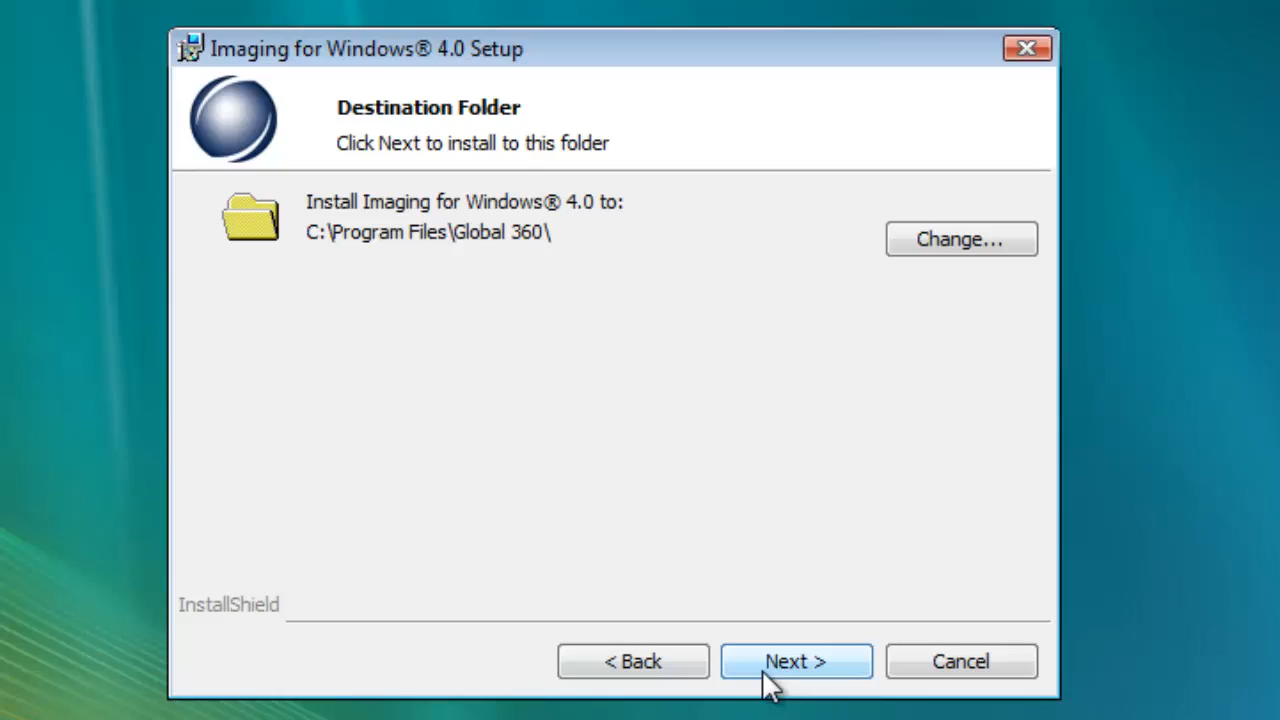 Imaging for Windows® 4.0 Setup
Destination Folder
Click Next to install to this folder
Install Imaging for Windows® 4.0 to:
C:\Program Files\Global 360\
Change...
InstallShield
< Back
Next >
Cancel